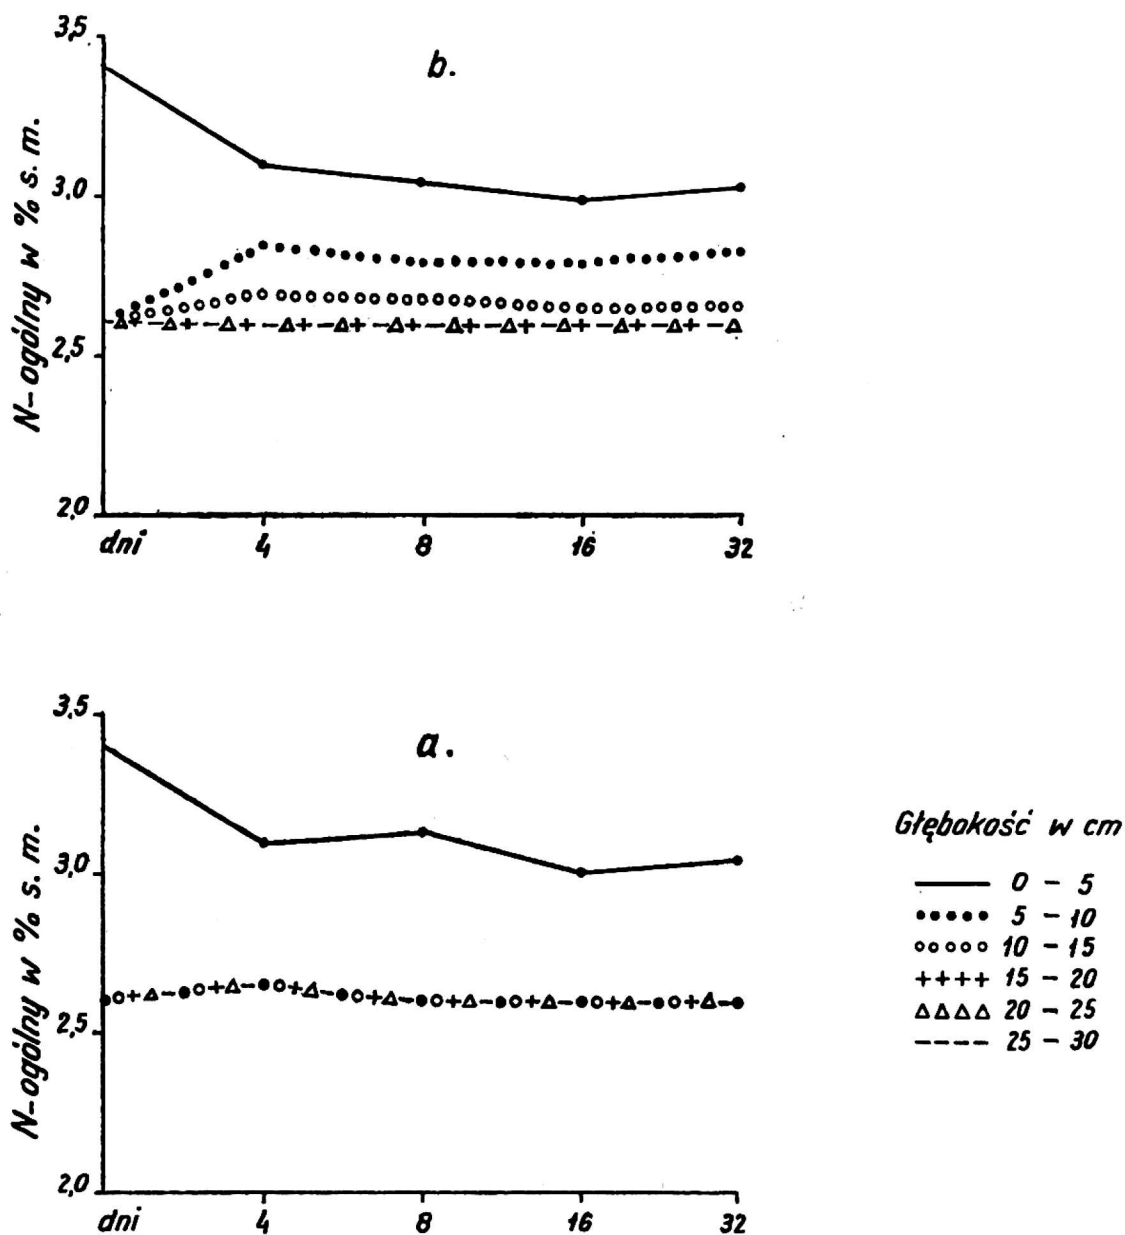 b.
N-ogólny w % s. m.
3,5
3,0
2,5
2,0
dni 4 8 16 32
a.
N-ogólny w % s. m.
3,5
3,0
2,5
2,0
dni 4 8 16 32
Głębokość w cm
0 - 5
5 - 10
10 - 15
15 - 20
20 - 25
25 - 30